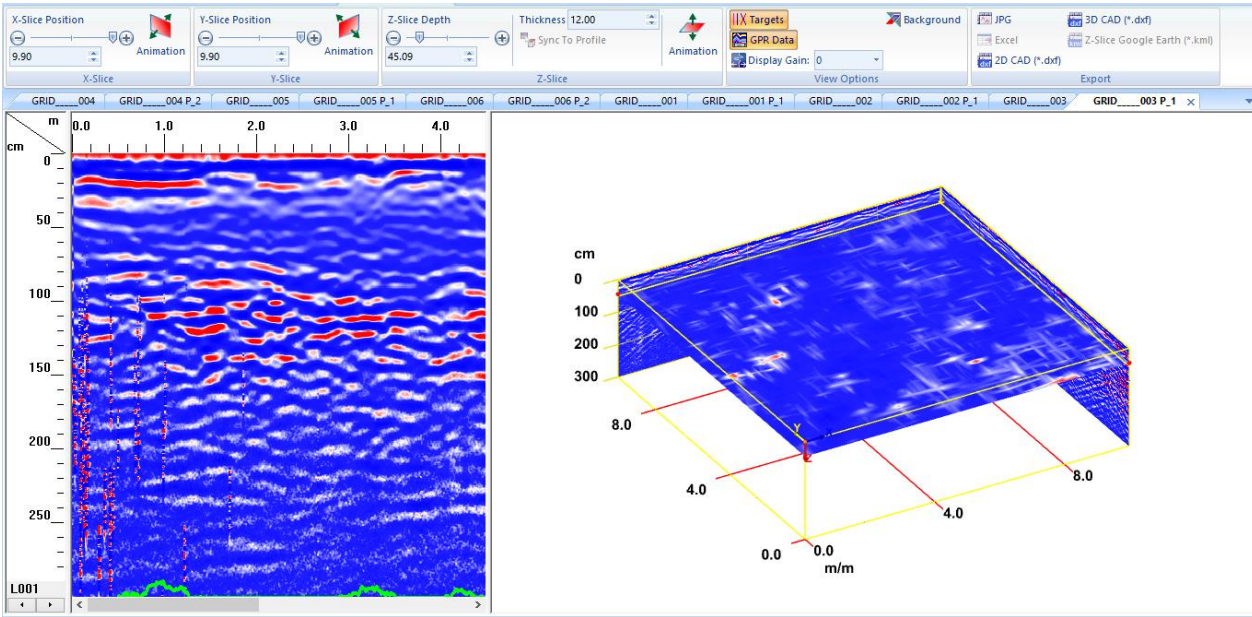 X-Slice Position
9.90
Animation
X-Slice
Y-Slice Position
9.90
Animation
Y-Slice
Z-Slice Depth
45.09
Thickness 12.00
Sync To Profile
Animation
Z-Slice
Targets
GPR Data
Display Gain: 0
Background
View Options
JPG
Excel
2D CAD (*.dxf)
3D CAD (*.dxf)
Z-Slice Google Earth (*.kml)
Export
GRID____004 GRID____004 P_2 GRID____005 GRID____005 P_1 GRID____006 GRID____006 P_2 GRID____001 GRID____001 P_1 GRID____002 GRID____002 P_1 GRID____003 GRID____003 P_1
m 0.0 1.0 2.0 3.0 4.0
cm
0
50
100
150
200
250
L001
cm
0
100
200
300
8.0
4.0
0.0
Y X
0.0
4.0
8.0
m/m